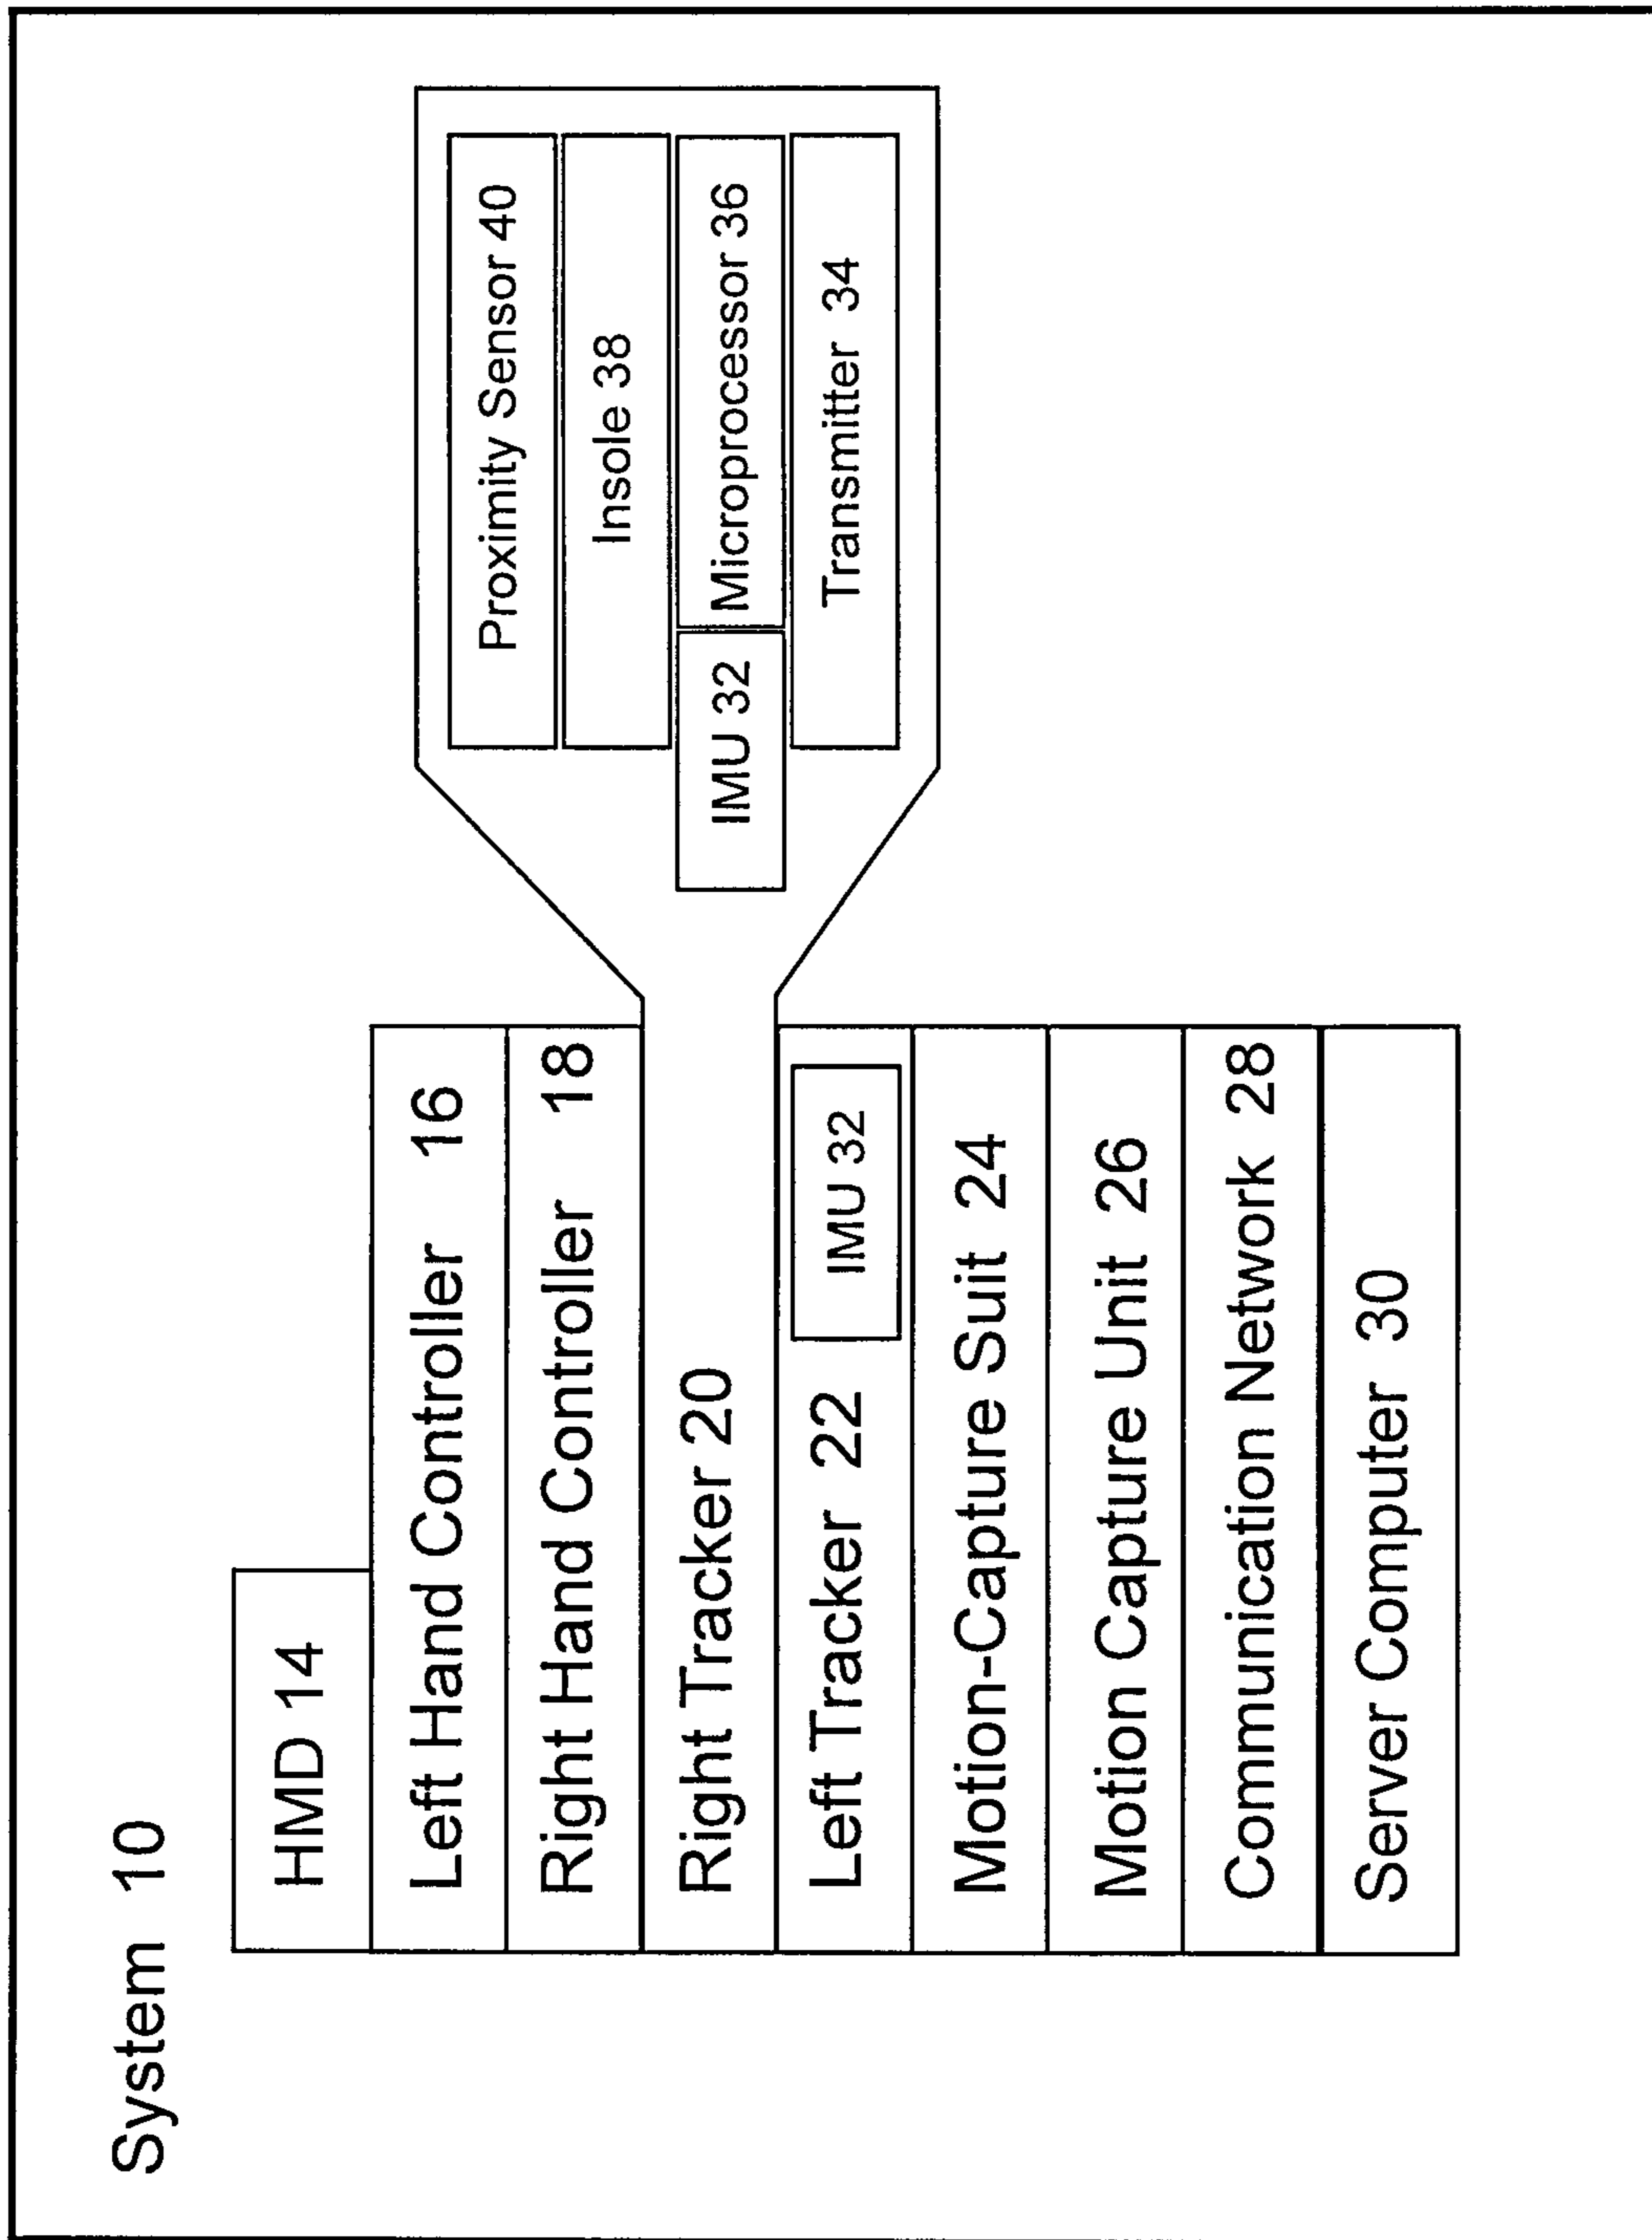 System 10
HMD 14
Left Hand Controller 16
Right Hand Controller 18
Right Tracker 20
Left Tracker 22
IMU 32
Motion-Capture Suit 24
Motion Capture Unit 26
Communication Network 28
Server Computer 30
Proximity Sensor 40
Insole 38
IMU 32
Microprocessor 36
Transmitter 34